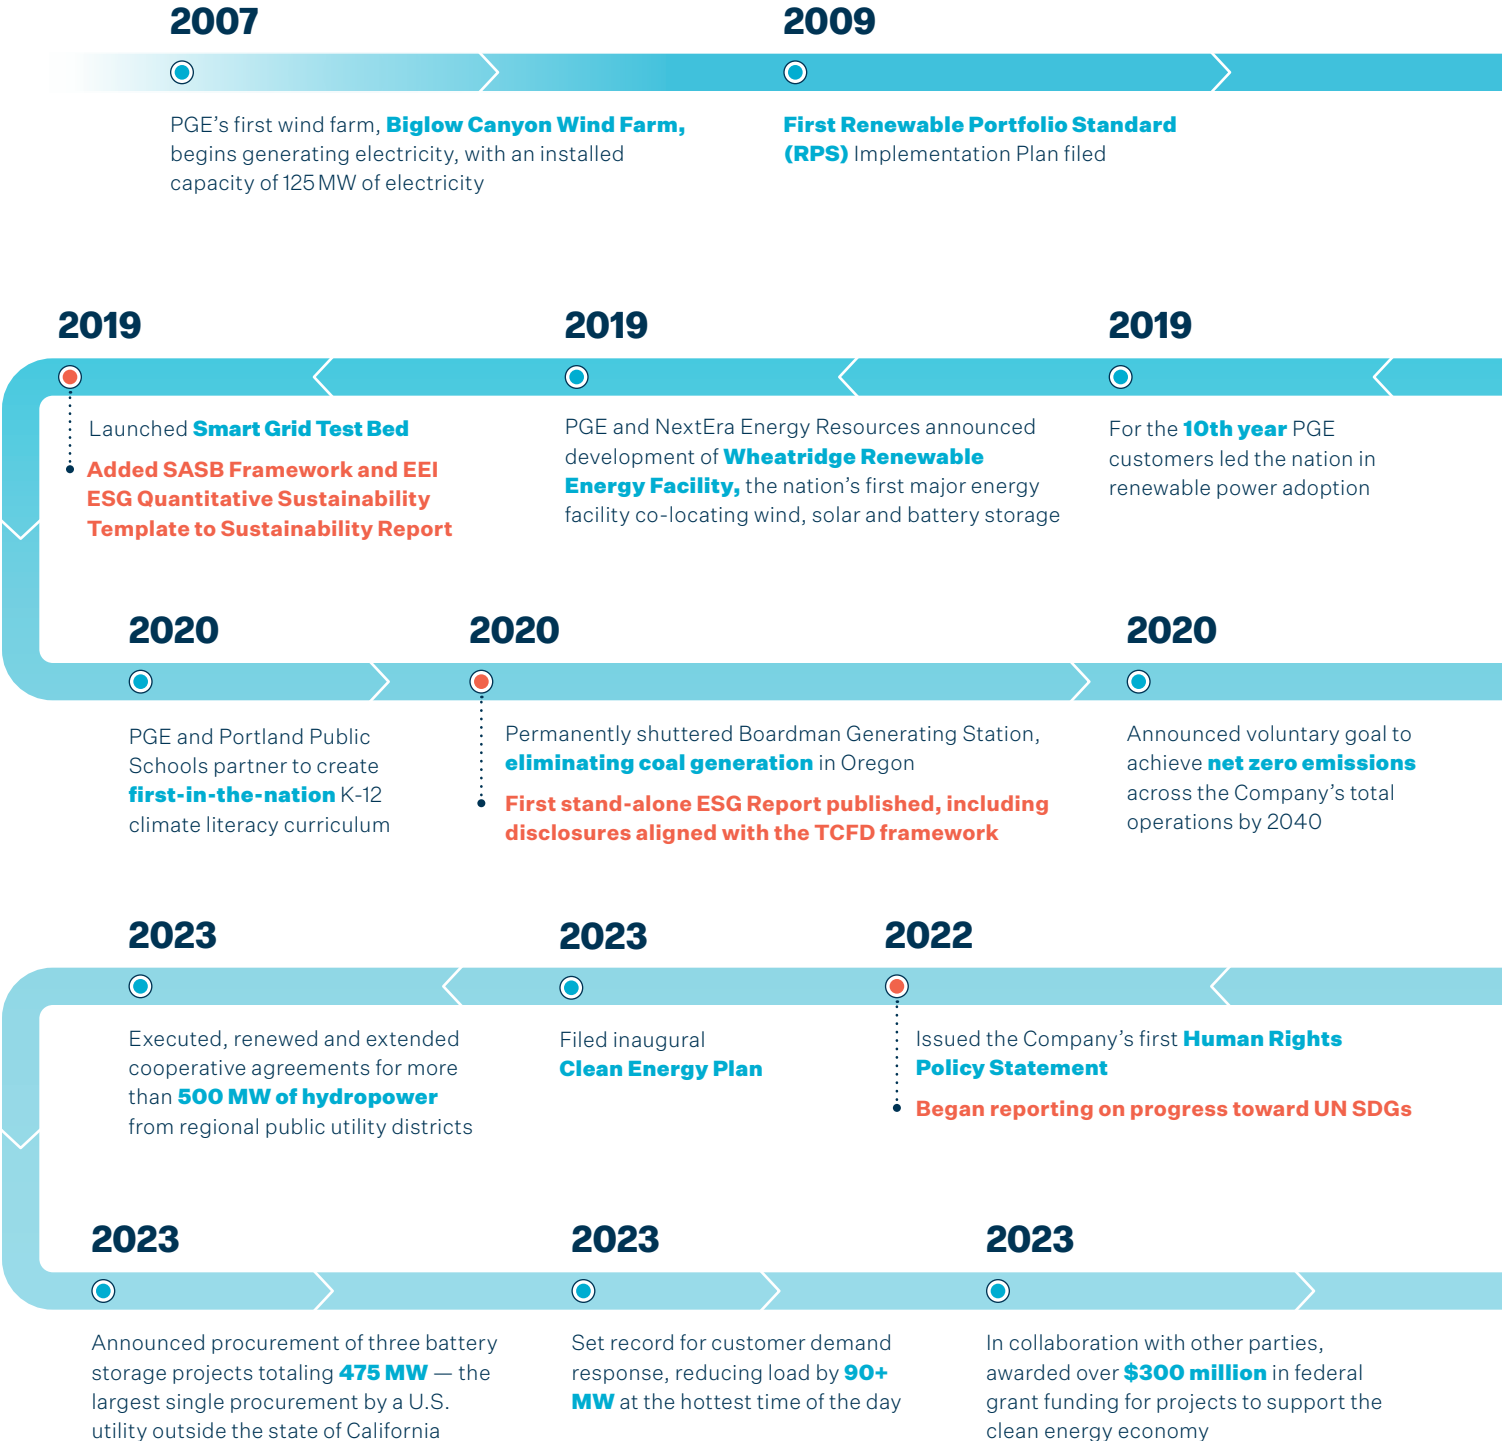 2007
PGE's first wind farm, Biglow Canyon Wind Farm,
begins generating electricity, with an installed
capacity of 125 MW of electricity
2009
First Renewable Portfolio Standard
(RPS) Implementation Plan filed
2019
Launched Smart Grid Test Bed
Added SASB Framework and EEI
ESG Quantitative Sustainability
Template to Sustainability Report
2019
PGE and NextEra Energy Resources announced
development of Wheatridge Renewable
Energy Facility, the nation's first major energy
facility co-locating wind, solar and battery storage
2019
For the 10th year PGE
customers led the nation in
renewable power adoption
2020
PGE and Portland Public
Schools partner to create
first-in-the-nation K-12
climate literacy curriculum
2020
Permanently shuttered Boardman Generating Station,
eliminating coal generation in Oregon
First stand-alone ESG Report published, including
disclosures aligned with the TCFD framework
2020
Announced voluntary goal to
achieve net zero emissions
across the Company's total
operations by 2040
2023
Executed, renewed and extended
cooperative agreements for more
than 500 MW of hydropower
from regional public utility districts
2023
Filed inaugural
Clean Energy Plan
2022
Issued the Company's first Human Rights
Policy Statement
Began reporting on progress toward UN SDGs
2023
Announced procurement of three battery
storage projects totaling 475 MW — the
largest single procurement by a U.S.
utility outside the state of California
2023
Set record for customer demand
response, reducing load by 90+
MW at the hottest time of the day
2023
In collaboration with other parties,
awarded over $300 million in federal
grant funding for projects to support the
clean energy economy